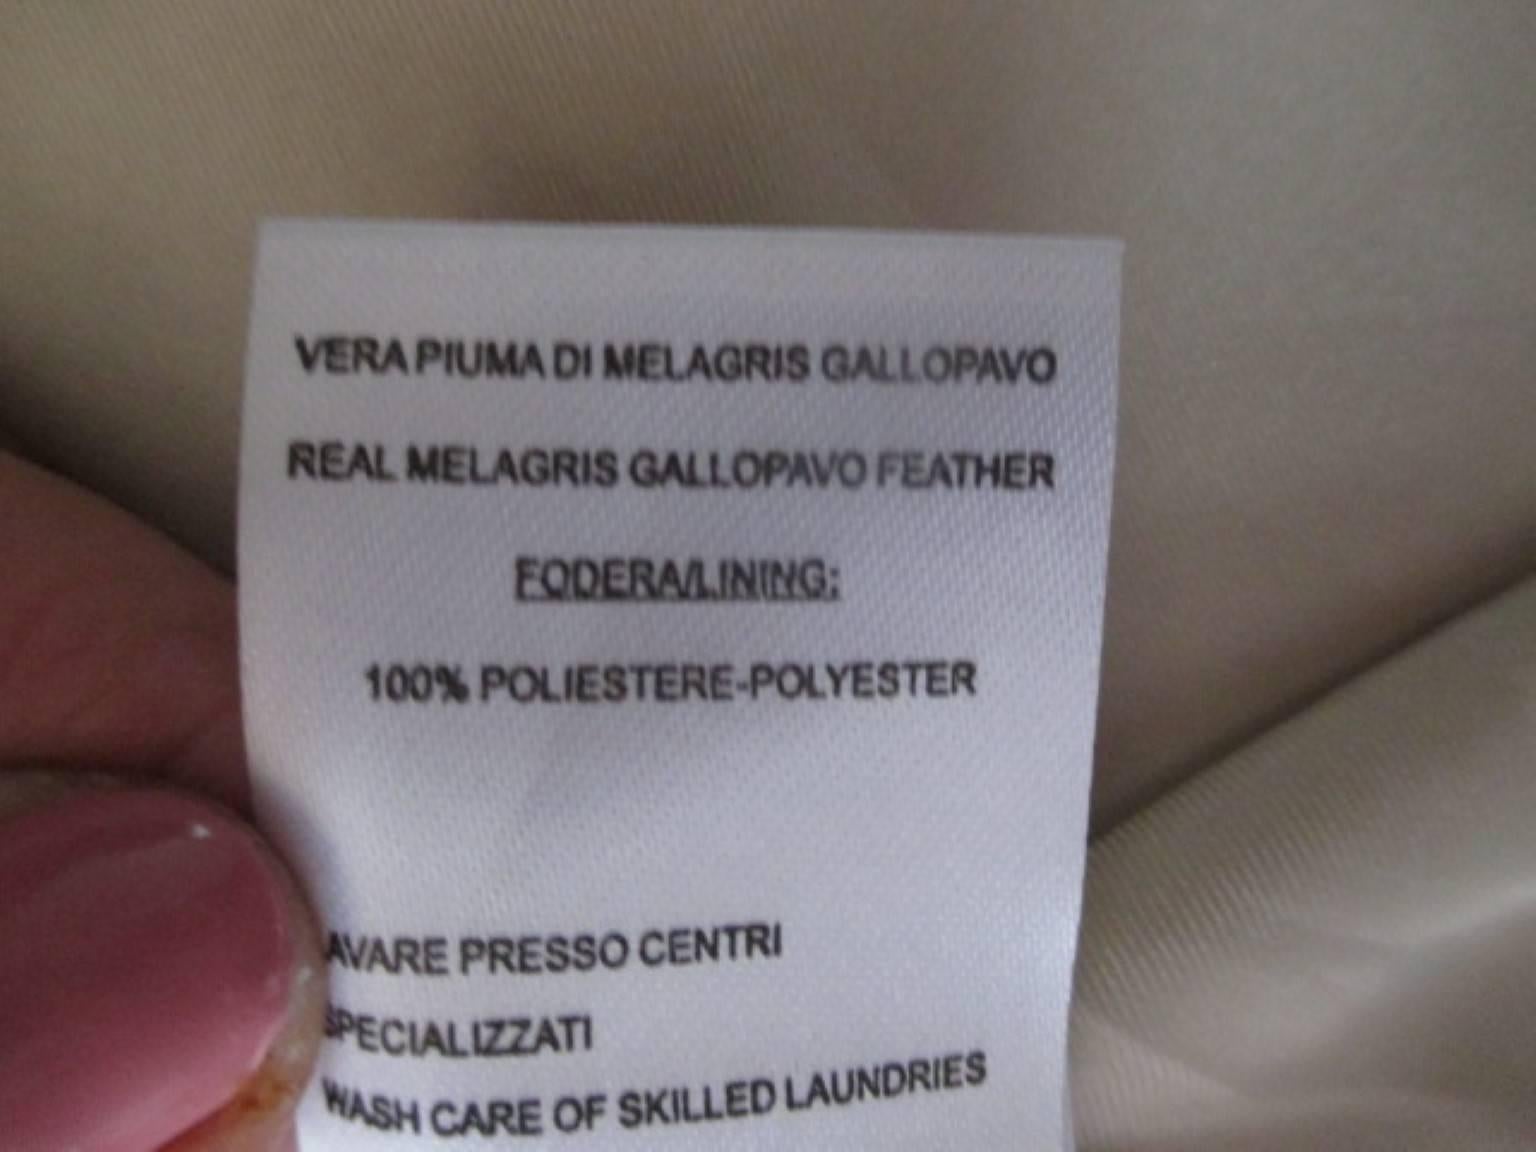 VERA PIUMA DI MELAGRIS GALLOPAVO
REAL MELAGRIS GALLOPAVO FEATHER
FODERA/LINING:
100% POLIESTERE-POLYESTER
AVARE PRESSO CENTRI
SPECIALIZZATI
WASH CARE OF SKILLED LAUNDRIES